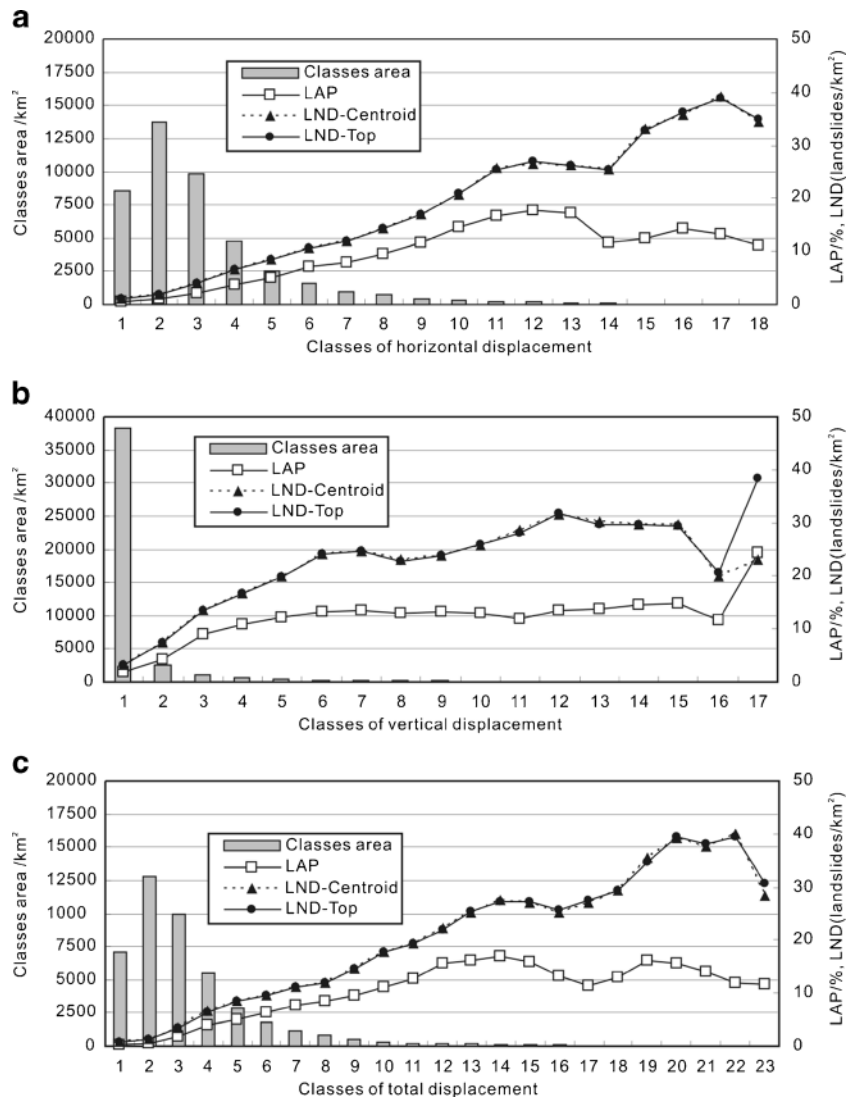 a
20000
17500
15000
12500
10000
7500
5000
2500
0
Classes area /km²
50
40
30
20
10
0
LAP/%, LND(landslides/km²)
Classes area
LAP
LND-Centroid
LND-Top
1 2 3 4 5 6 7 8 9 10 11 12 13 14 15 16 17 18
Classes of horizontal displacement
b
40000
35000
30000
25000
20000
15000
10000
5000
0
Classes area /km²
50
40
30
20
10
0
LAP/%, LND(landslides/km²)
Classes area
LAP
LND-Centroid
LND-Top
1 2 3 4 5 6 7 8 9 10 11 12 13 14 15 16 17
Classes of vertical displacement
c
20000
17500
15000
12500
1000
7500
5000
2500
0
Classes area /km²
50
40
30
20
10
0
LAP/%, LND(landslides/km²)
Classes area
LAP
LND-Centroid
LND-Top
1 2 3 4 5 6 7 8 9 10 11 12 13 14 15 16 17 18 19 20 21 22 23
Classes of total displacement